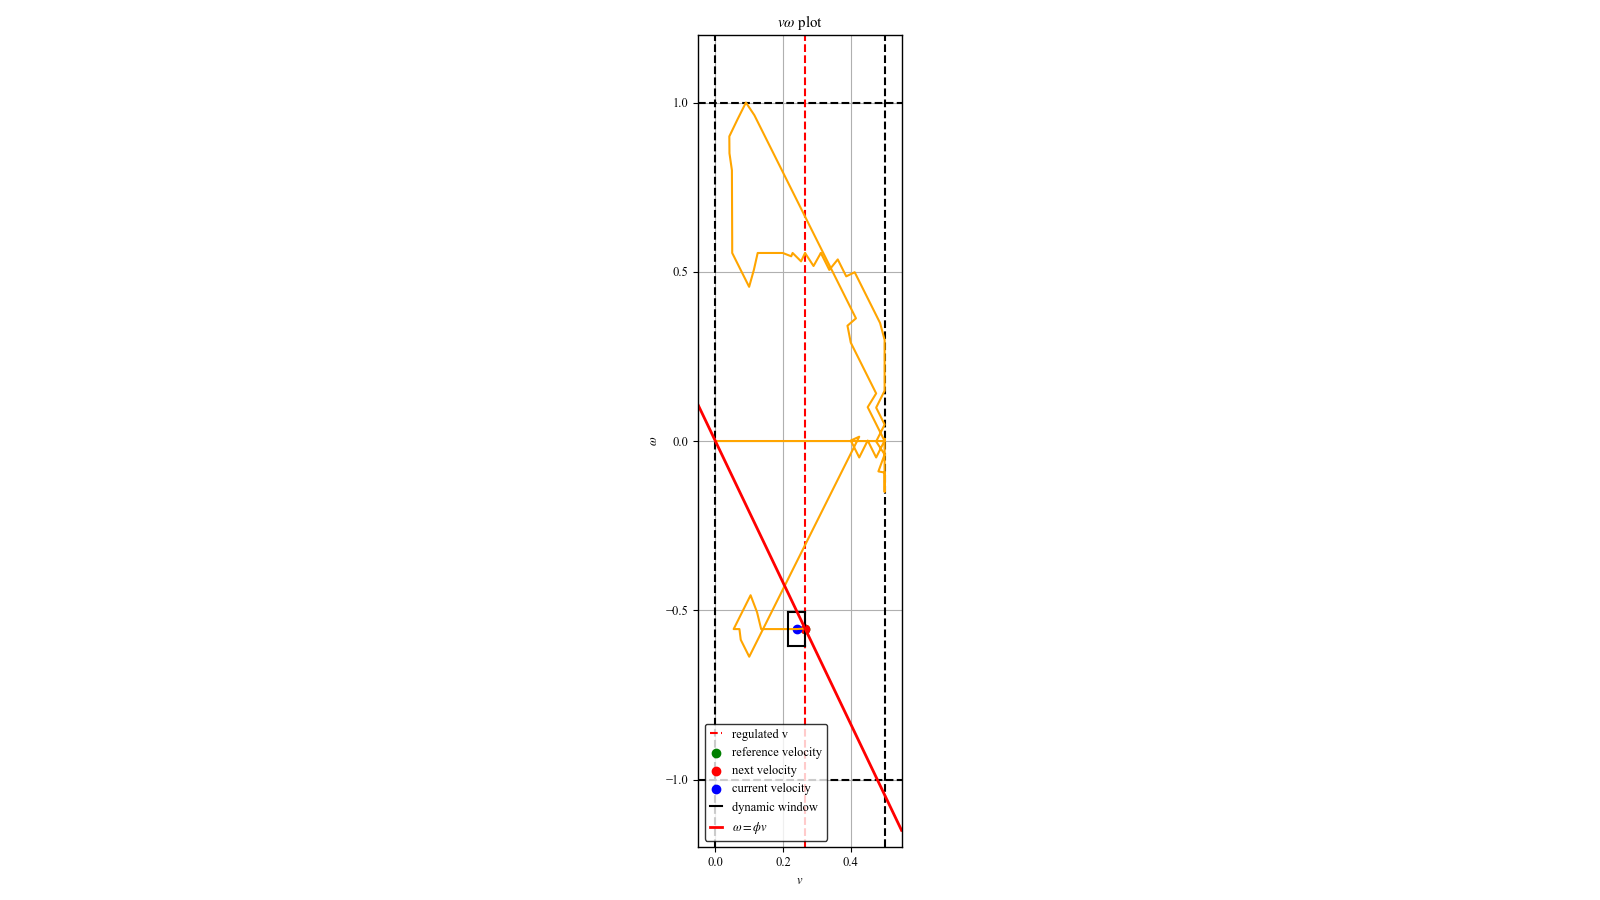 vω plot
1.0
0.5
0.0
−0.5
−1.0
ω
regulated v
reference velocity
next velocity
current velocity
dynamic window
ω = ϕv
0.0 0.2 0.4
v